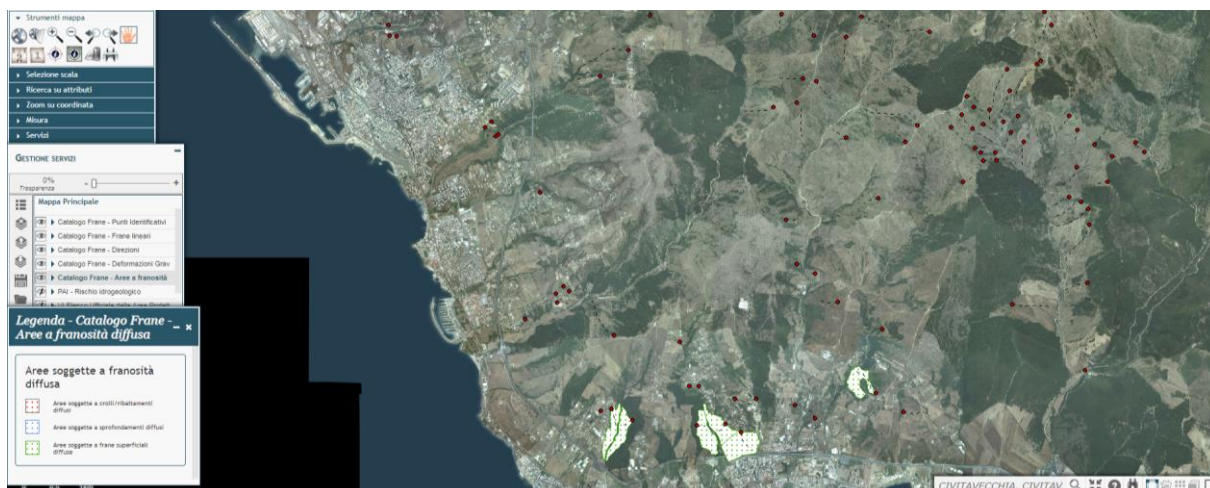 Strumenti mappa
Selezione scala
Ricerca su attributi
Zoom su coordinata
Misura
Servizi
GESTIONE SERVIZI
0%
Trasparenza
- +
Mappa Principale
Catalogo Frane - Punti Identificativi
Catalogo Frane - Frane lineari
Catalogo Frane - Direzioni
Catalogo Frane - Deformazioni Grav
Catalogo Frane - Aree a franosità
PAI - Rischio idrogeologico
Legenda - Catalogo Frane -
Aree a franosità diffusa
Aree soggette a franosità
diffusa
Aree soggette a crolli/ribaltamenti
diffusi
Aree soggette a sprofondamenti diffusi
Aree soggette a frane superficiali
diffuse
CIVITAVECCHIA, CIVITAV